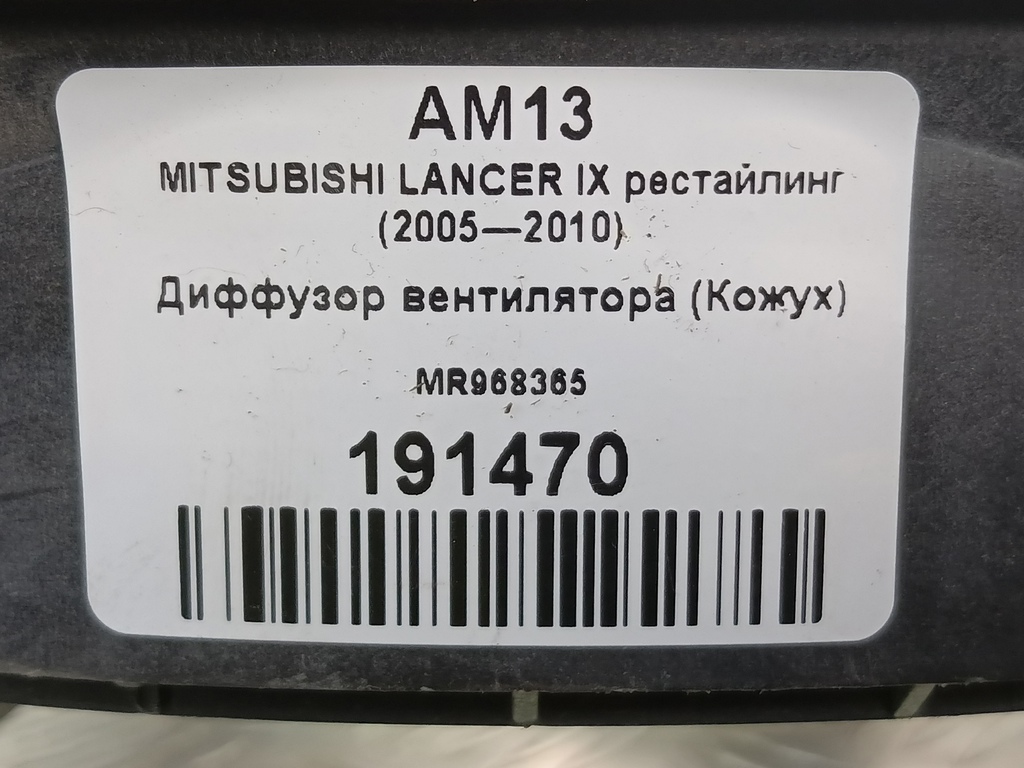 AM13
MITSUBISHI LANCER IX рестайлинг
(2005—2010)
Диффузор вентилятора (Кожух)
MR968365
191470